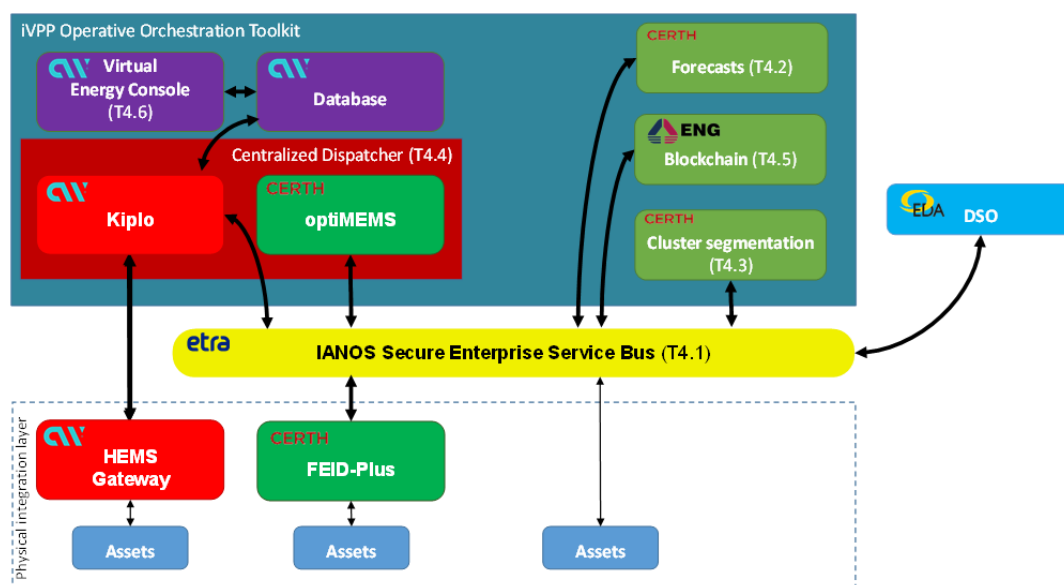 iVPP Operative Orchestration Toolkit
Virtual
Energy Console
(T4.6)
Database
CERTH
Forecasts (T4.2)
ENG
Blockchain (T4.5)
Centralized Dispatcher (T4.4)
Kiplo
CERTH
optiMEMS
CERTH
Cluster segmentation
(T4.3)
EDA
DSO
etra
IANOS Secure Enterprise Service Bus (T4.1)
Physical integration layer
HEMS
Gateway
CERTH
FEID-Plus
Assets
Assets
Assets